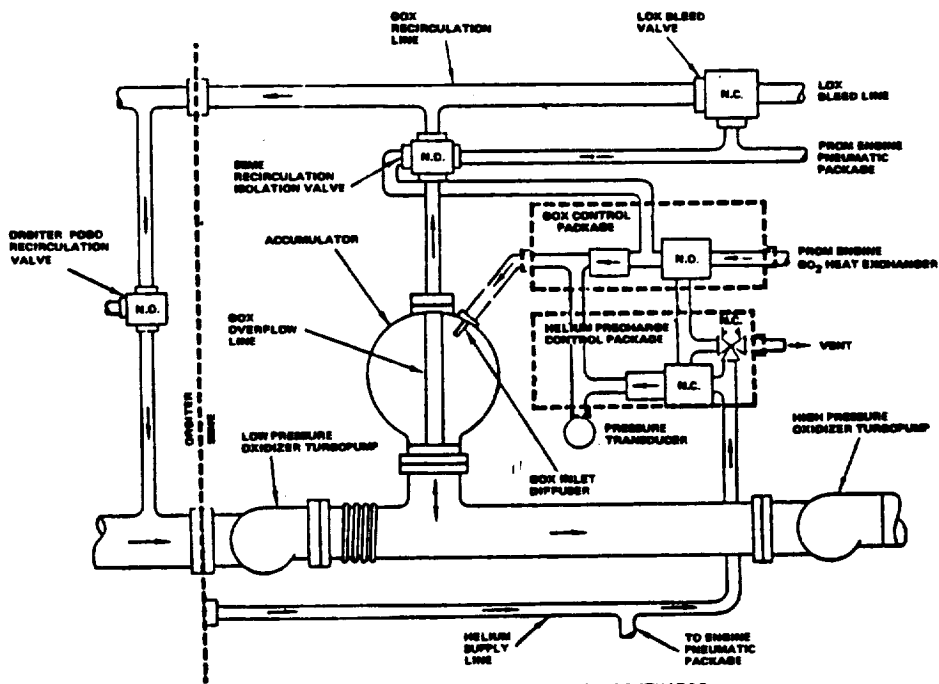 GOX
RECIRCULATION
LINE
LOX BLEED
VALVE
N.C.
LOX
BLEED LINE
N.O.
FROM ENGINE
PNEUMATIC
PACKAGE
SSME
RECIRCULATION
ISOLATION VALVE
GOX CONTROL
PACKAGE
ORBITER POGO
RECIRCULATION
VALVE
ACCUMULATOR
N.O.
FROM ENGINE
GO₂ HEAT EXCHANGER
N.O.
GOX
OVERFLOW
LINE
HELIUM PRECHARGE
CONTROL PACKAGE
N.C.
VENT
N.C.
ORBITER
SSME
LOW PRESSURE
OXIDIZER TURBOPUMP
PRESSURE
TRANSDUCER
HIGH PRESSURE
OXIDIZER TURBOPUMP
GOX INLET
DIFFUSER
HELIUM
SUPPLY
LINE
TO ENGINE
PNEUMATIC
PACKAGE